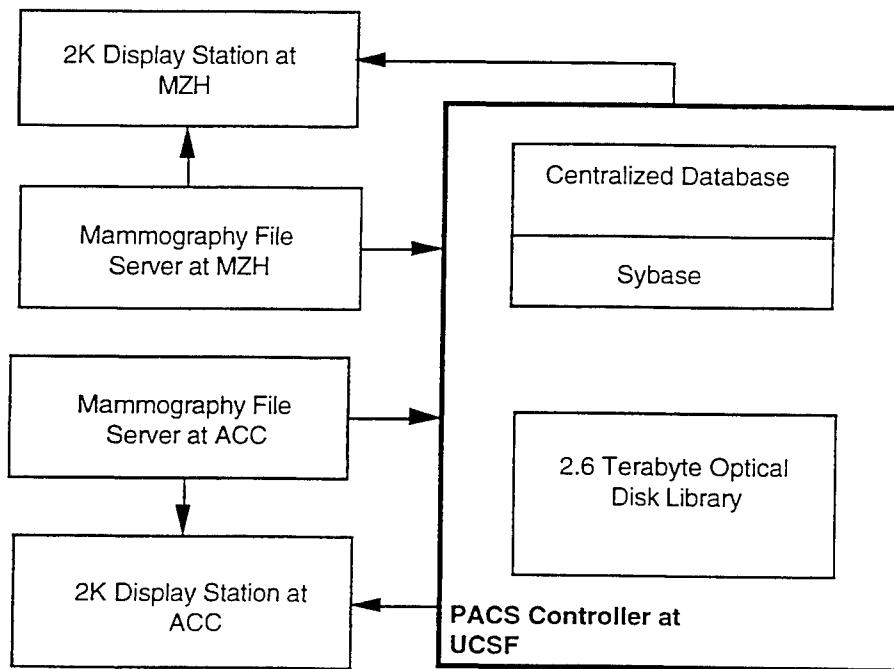 2K Display Station at
MZH
Mammography File
Server at MZH
Mammography File
Server at ACC
2K Display Station at
ACC
Centralized Database
Sybase
2.6 Terabyte Optical
Disk Library
PACS Controller at
UCSF